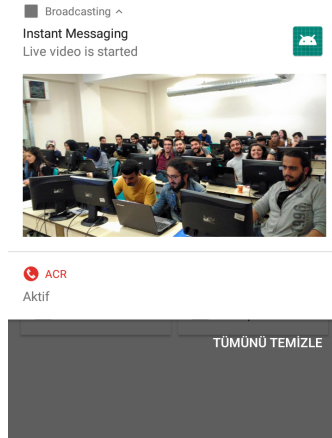 Broadcasting
Instant Messaging
Live video is started
ACR
Aktif
TÜMÜNÜ TEMİZLE